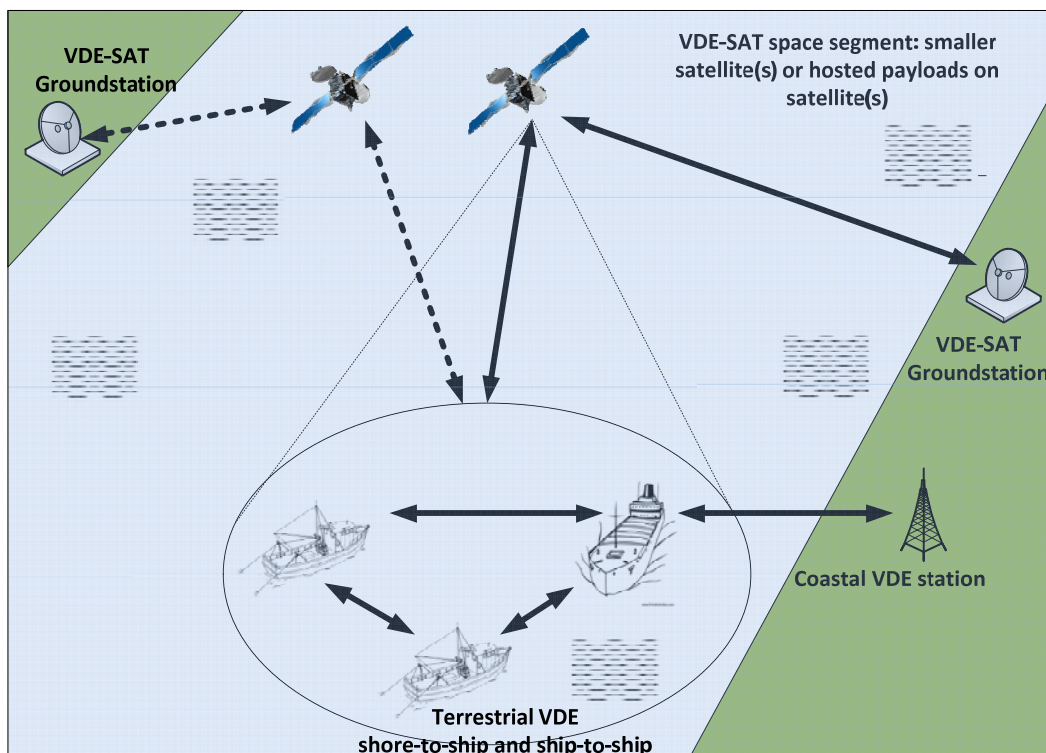 VDE-SAT
Groundstation
VDE-SAT space segment: smaller
satellite(s) or hosted payloads on
satellite(s)
VDE-SAT
Groundstation
Coastal VDE station
Terrestrial VDE
shore-to-ship and ship-to-ship